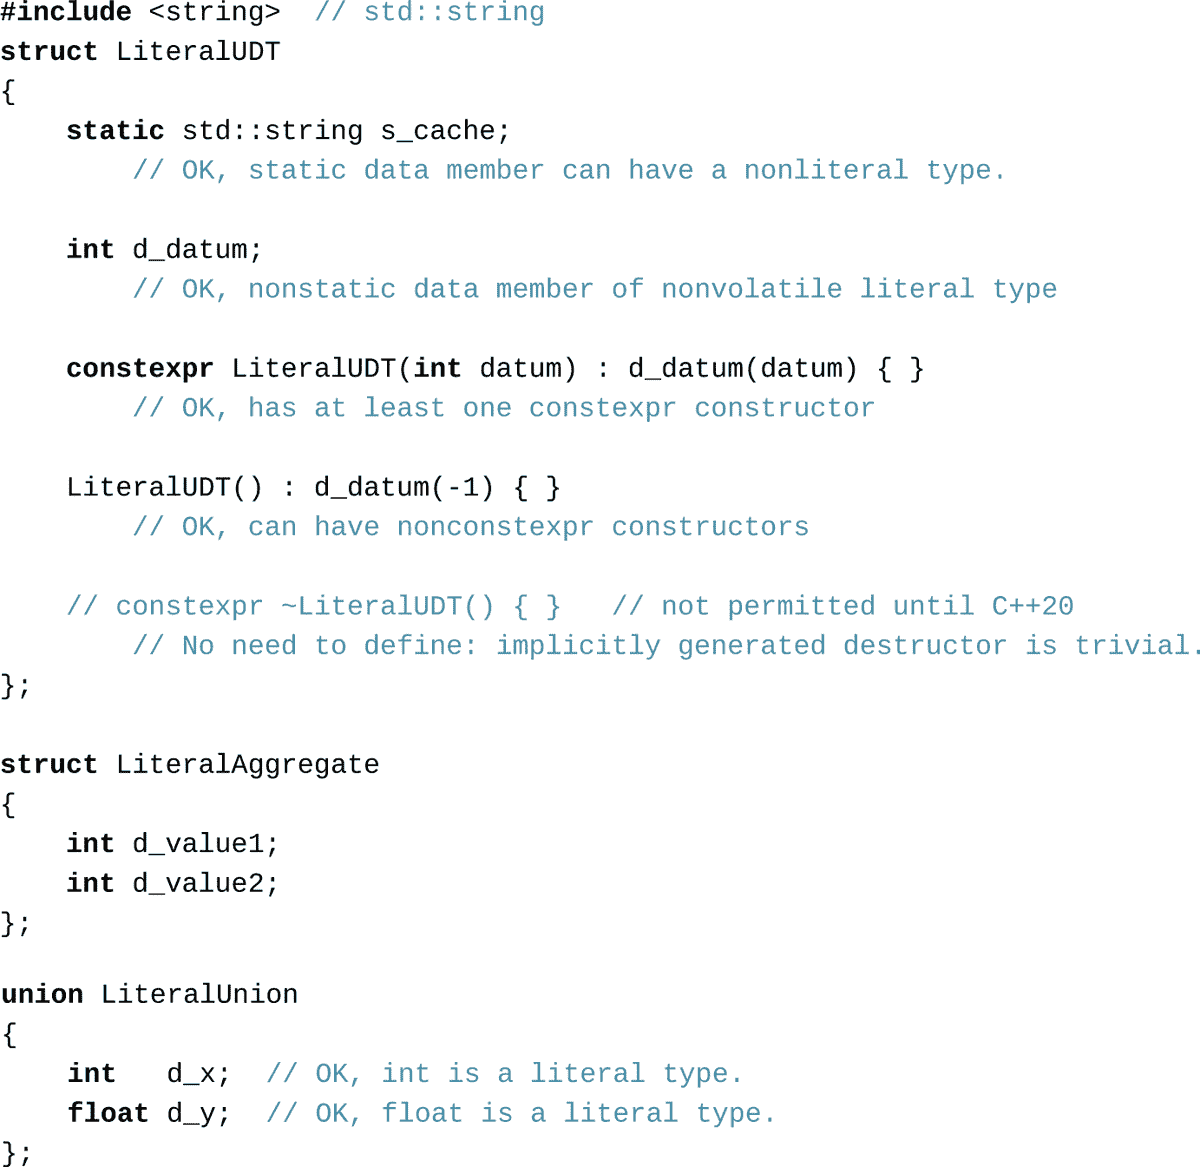 #include <string>  // std::string
struct LiteralUDT
{
    static std::string s_cache;
        // OK, static data member can have a nonliteral type.

    int d_datum;
        // OK, nonstatic data member of nonvolatile literal type

    constexpr LiteralUDT(int datum) : d_datum(datum) { }
        // OK, has at least one constexpr constructor

    LiteralUDT() : d_datum(-1) { }
        // OK, can have nonconstexpr constructors

    // constexpr ~LiteralUDT() { }   // not permitted until C++20
        // No need to define: implicitly generated destructor is trivial.
};

struct LiteralAggregate
{
    int d_value1;
    int d_value2;
};

union LiteralUnion
{
    int   d_x;  // OK, int is a literal type.
    float d_y;  // OK, float is a literal type.
};